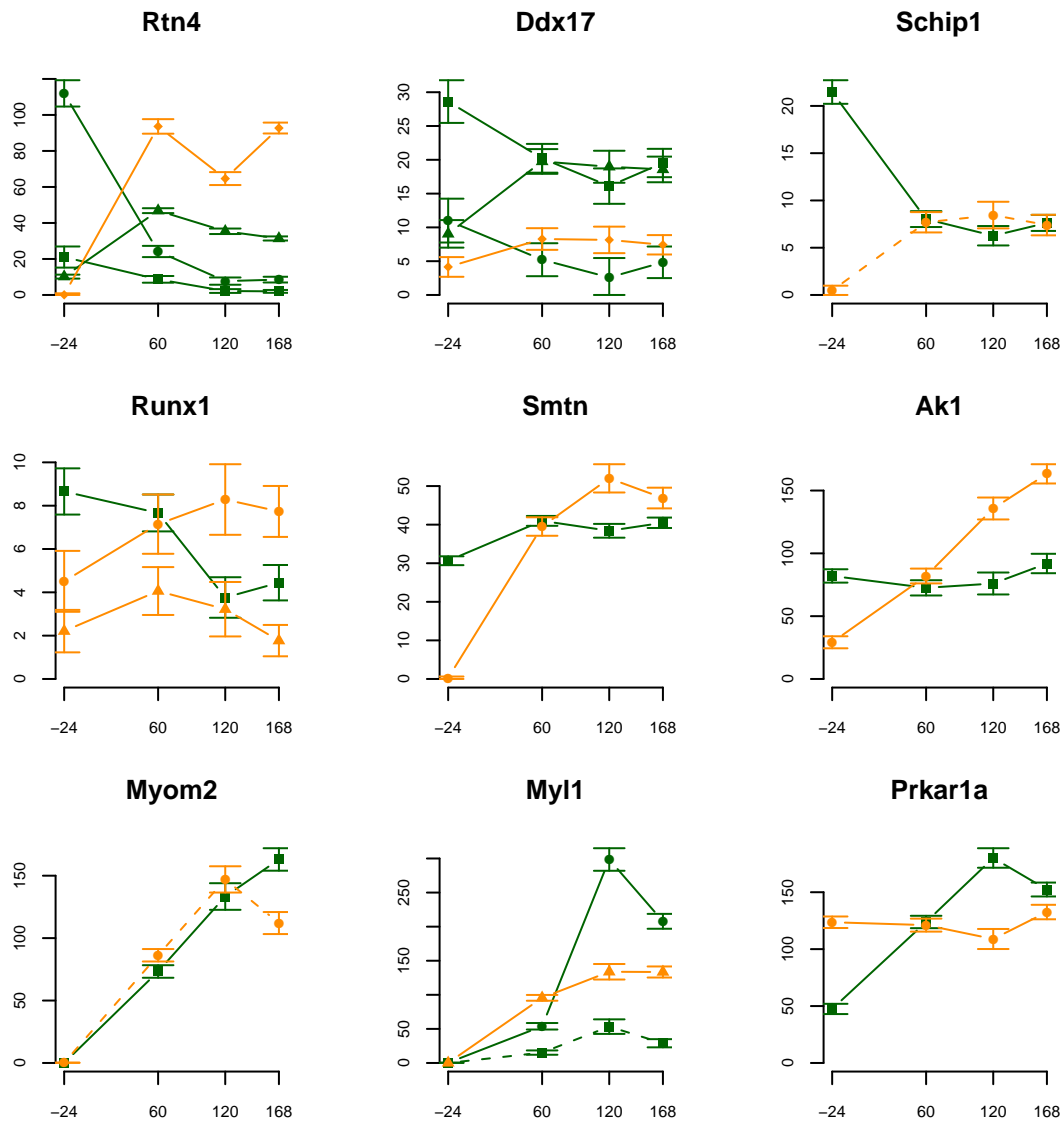 Rtn4
Ddx17
Schip1
0 20 40 60 80 100
0 5 10 15 20 25 30
0 5 10 15 20
−24 60 120 168
−24 60 120 168
−24 60 120 168
Runx1
Smtn
Ak1
0 2 4 6 8 10
0 10 20 30 40 50
0 50 100 150
−24 60 120 168
−24 60 120 168
−24 60 120 168
Myom2
Myl1
Prkar1a
0 50 100 150
0 50 150 250
0 50 100 150
−24 60 120 168
−24 60 120 168
−24 60 120 168